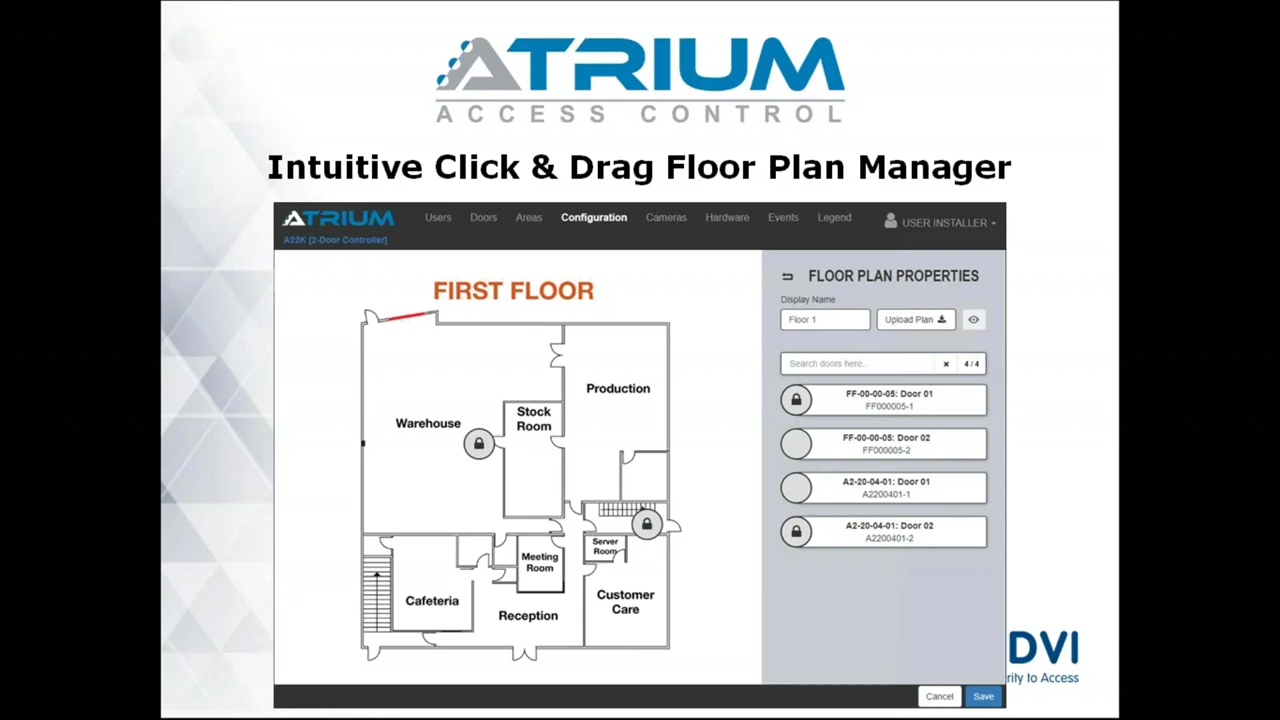 ATRIUM
ACCESS CONTROL
Intuitive Click & Drag Floor Plan Manager
ATRIUM
Users Doors Areas Configuration Cameras Hardware Events Legend USER INSTALLER
A22K [2-Door Controller]
FIRST FLOOR
Warehouse
Stock
Room
Production
Server
Room
Meeting
Room
Cafeteria
Reception
Customer
Care
FLOOR PLAN PROPERTIES
Display Name
Floor 1 Upload Plan
Search doors here... × 4 / 4
FF-00-00-05: Door 01
FF000005-1
FF-00-00-05: Door 02
FF000005-2
A2-20-04-01: Door 01
A2200401-1
A2-20-04-01: Door 02
A2200401-2
DVI
rity to Access
Cancel Save